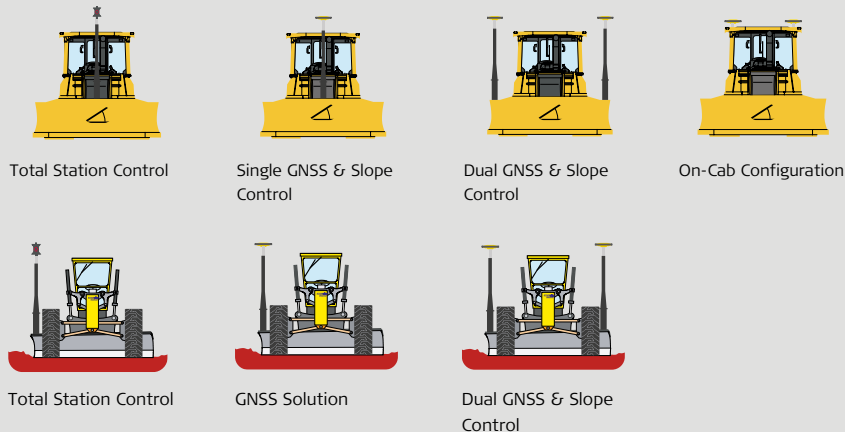 Total Station Control
Single GNSS & Slope
Control
Dual GNSS & Slope
Control
On-Cab Configuration
Total Station Control
GNSS Solution
Dual GNSS & Slope
Control